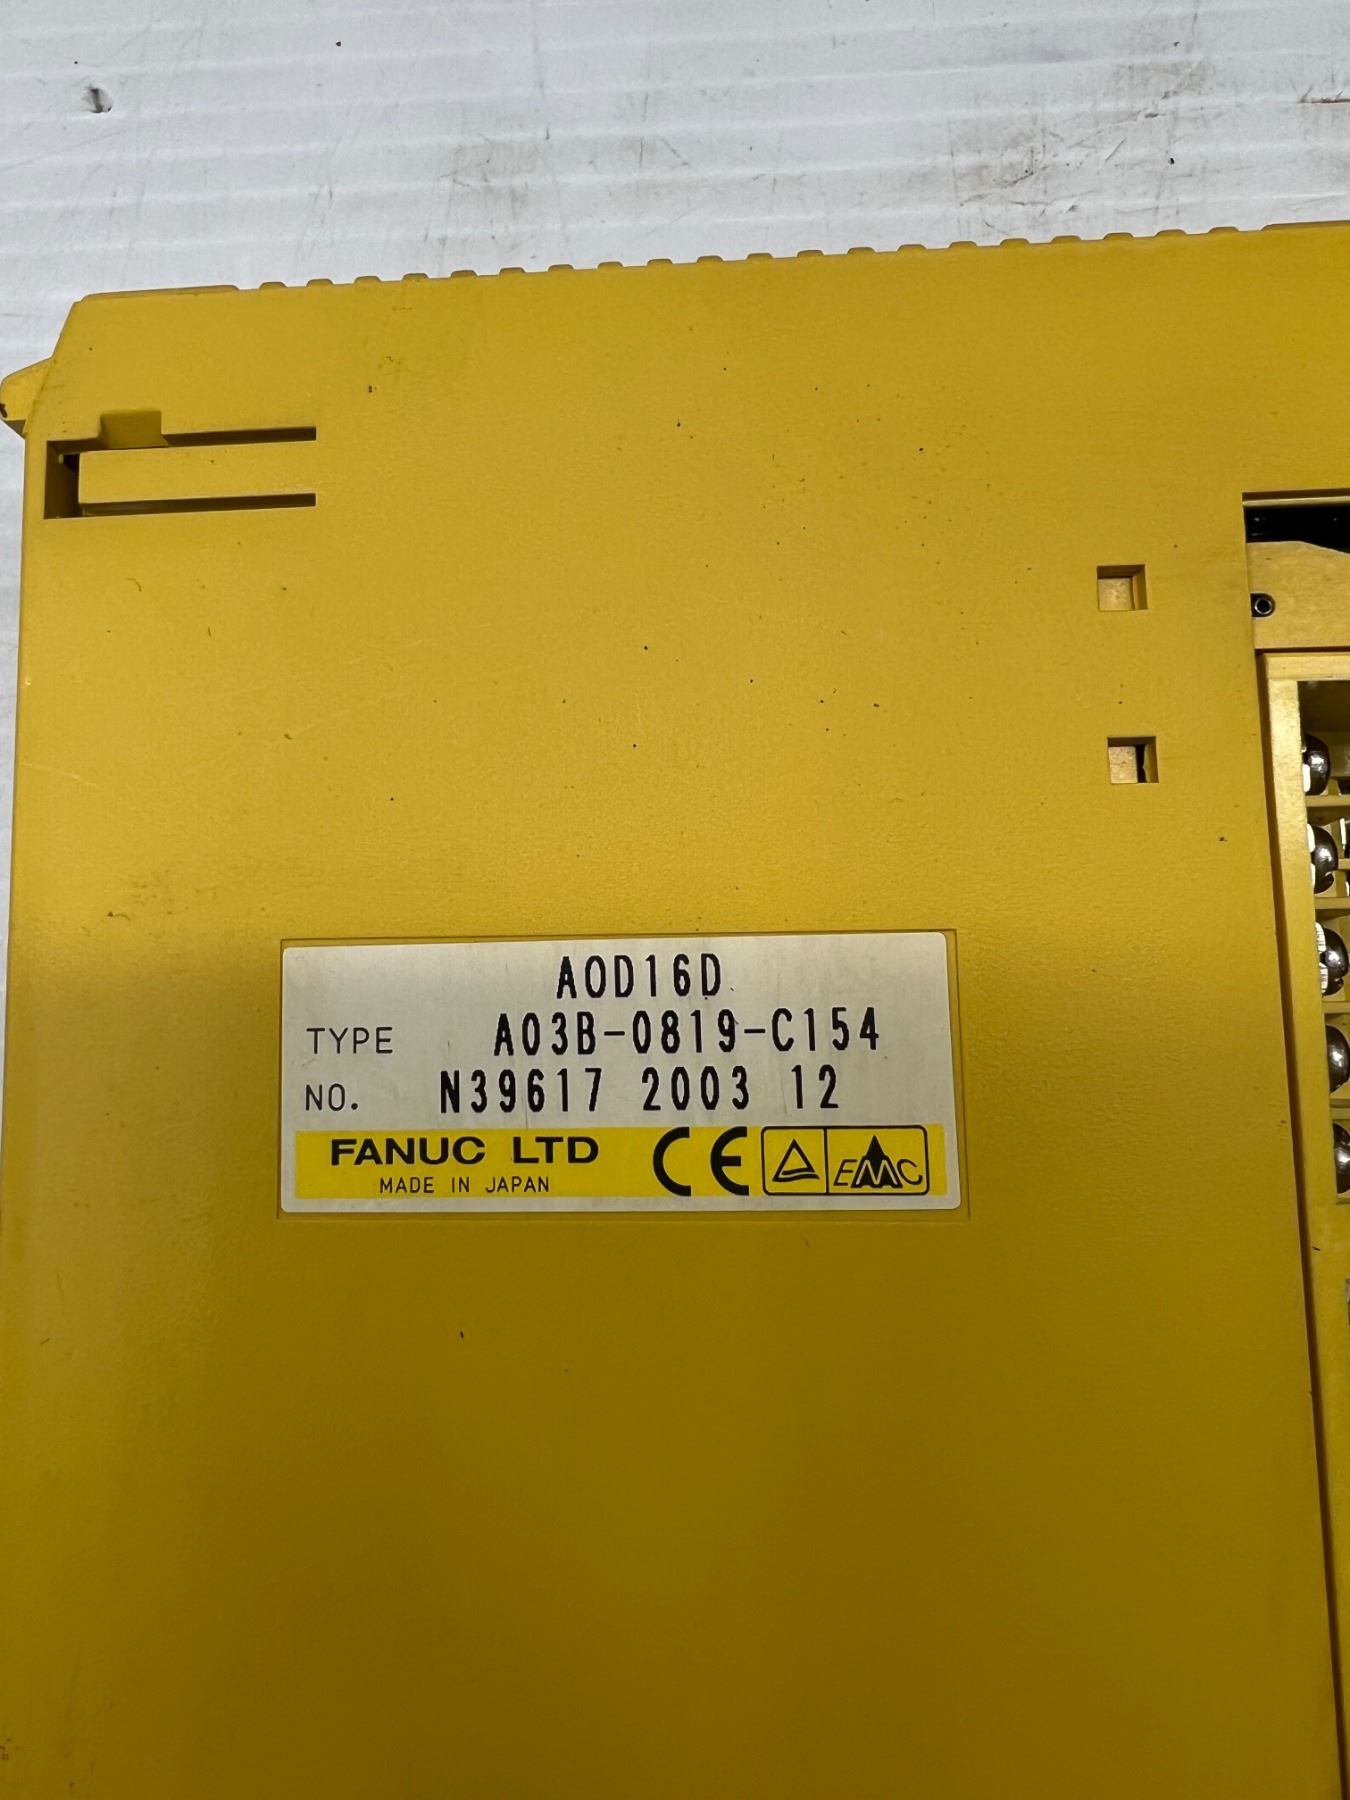 AOD16D
TYPE A03B-0819-C154
NO. N39617 2003 12
FANUC LTD CE EMC
MADE IN JAPAN